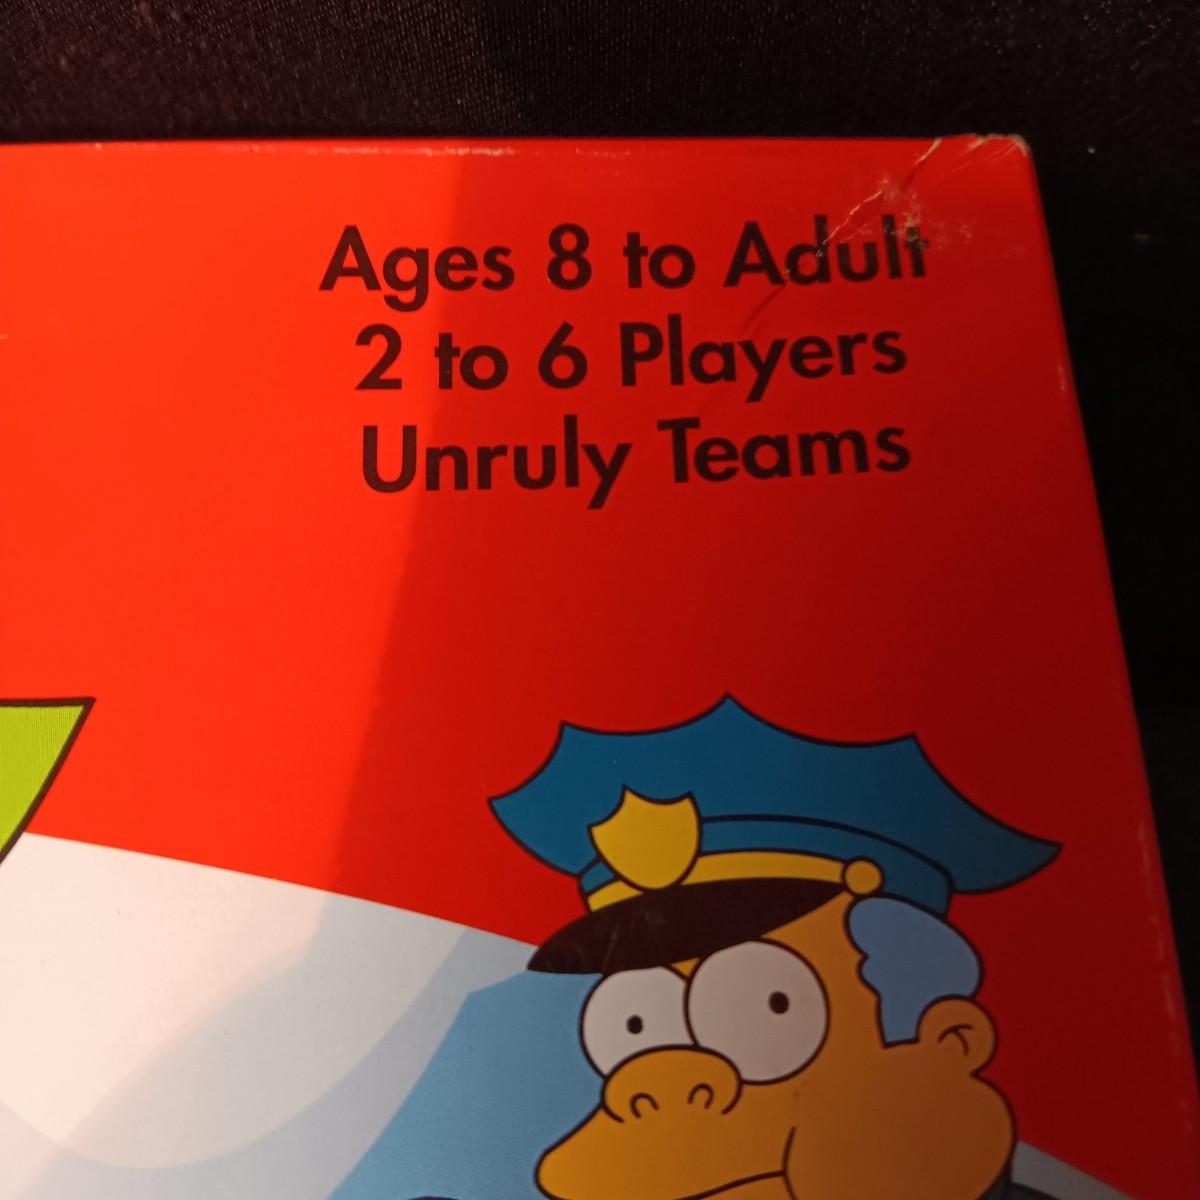 Ages 8 to Adult
2 to 6 Players
Unruly Teams